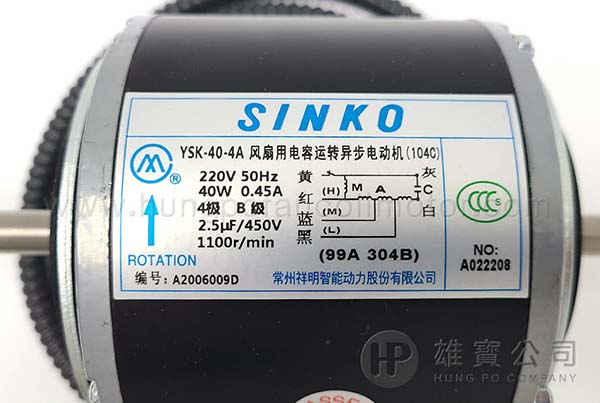 SINKO
YSK-40-4A 风扇用电容运转异步电动机(104C)
220V 50Hz
40W 0.45A
4极 B 级
2.5μF/450V
1100r/min
黄 灰
红 (H) M A C
蓝 (M) 白
黑 (L)
(99A 304B)
CCC S
NO:
A022208
ROTATION
编号: A2006009D
常州祥明智能动力股份有限公司
HP 雄寶公司
HUNG PO COMPANY